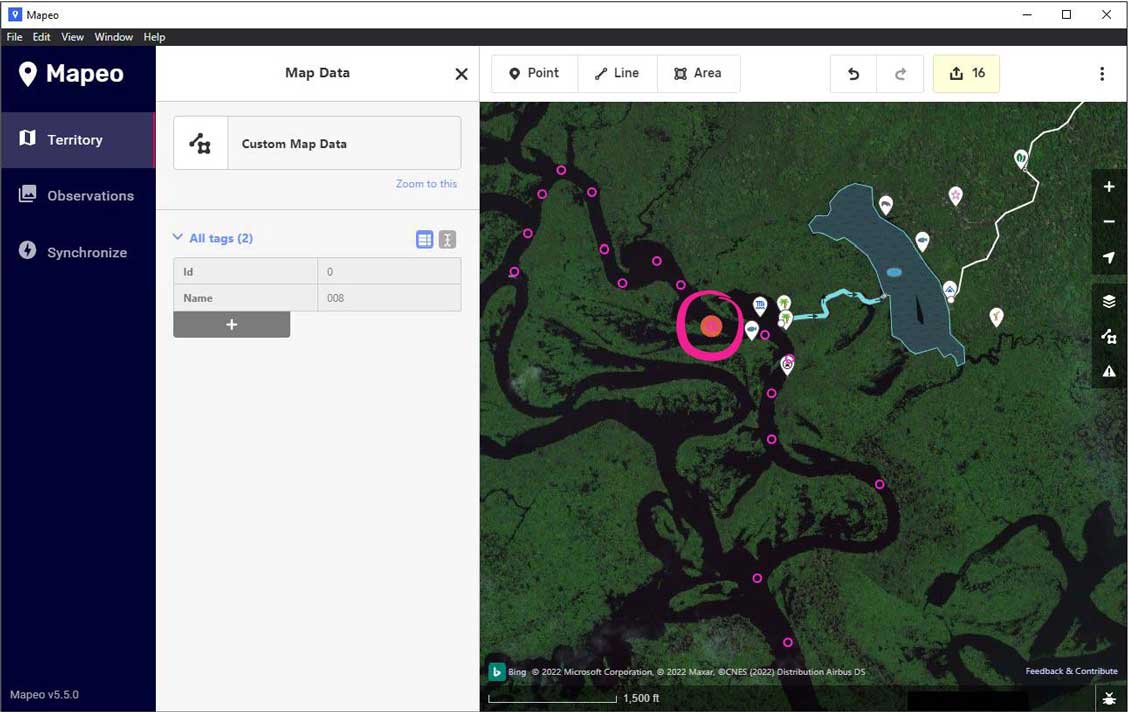 Mapeo
File Edit View Window Help
Mapeo
Territory
Observations
Synchronize
Mapeo v5.5.0
Map Data
Custom Map Data
Zoom to this
All tags (2)
Id 0
Name 008
+
Point Line Area 16
Bing © 2022 Microsoft Corporation, © 2022 Maxar, ©CNES (2022) Distribution Airbus DS
Feedback & Contribute
1,500 ft